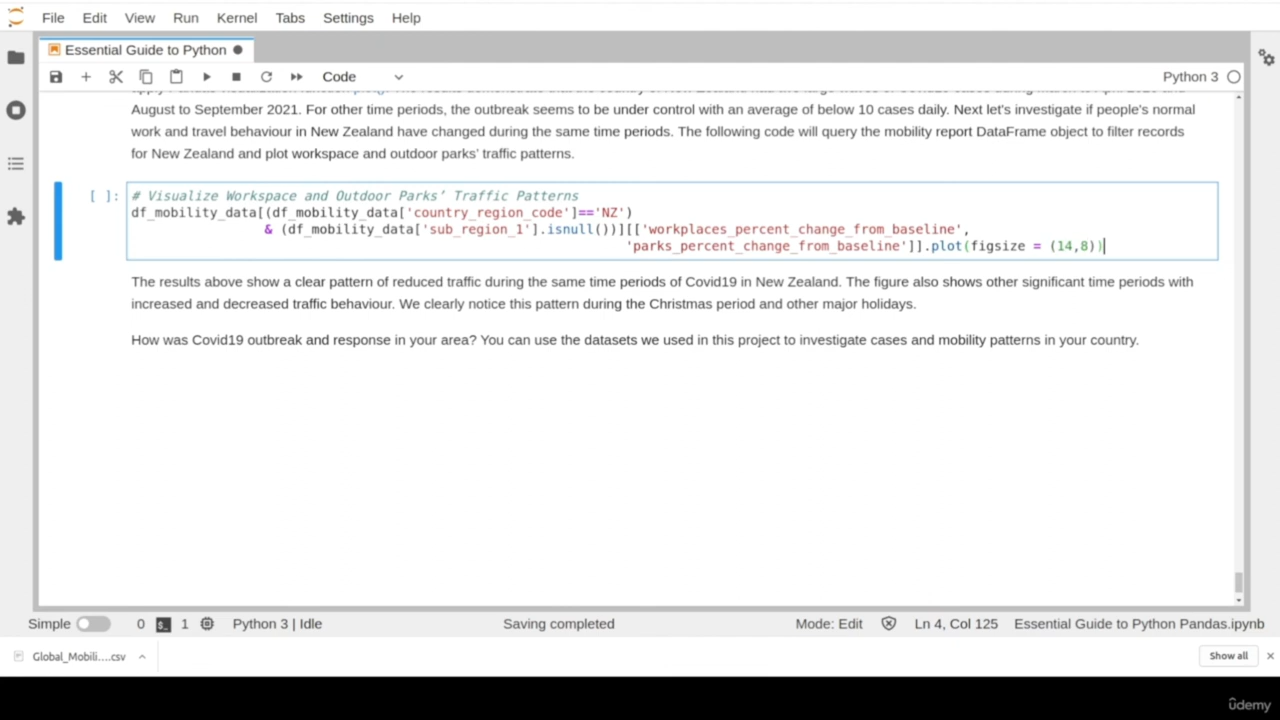 File Edit View Run Kernel Tabs Settings Help
Essential Guide to Python
Code
Python 3
August to September 2021. For other time periods, the outbreak seems to be under control with an average of below 10 cases daily. Next let's investigate if people's normal
work and travel behaviour in New Zealand have changed during the same time periods. The following code will query the mobility report DataFrame object to filter records
for New Zealand and plot workspace and outdoor parks' traffic patterns.
[ ]: # Visualize Workspace and Outdoor Parks’ Traffic Patterns
df_mobility_data[(df_mobility_data['country_region_code']=='NZ')
& (df_mobility_data['sub_region_1'].isnull())][['workplaces_percent_change_from_baseline',
'parks_percent_change_from_baseline']].plot(figsize = (14,8))
The results above show a clear pattern of reduced traffic during the same time periods of Covid19 in New Zealand. The figure also shows other significant time periods with
increased and decreased traffic behaviour. We clearly notice this pattern during the Christmas period and other major holidays.
How was Covid19 outbreak and response in your area? You can use the datasets we used in this project to investigate cases and mobility patterns in your country.
Simple 0 $_ 1 Python 3 | Idle Saving completed Mode: Edit Ln 4, Col 125 Essential Guide to Python Pandas.ipynb
Global_Mobili....csv Show all
ûdemy